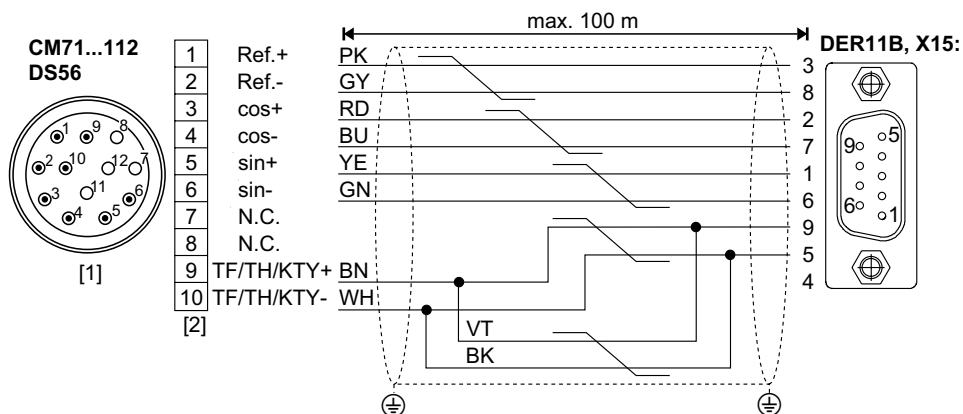 max. 100 m
CM71...112
DS56
DER11B, X15:
1 Ref.+ PK 3
2 Ref.- GY 8
3 cos+ RD 2
4 cos- BU 7
5 sin+ YE 1
6 sin- GN 6
7 N.C. 9
8 N.C. 5
9 TF/TH/KTY+ BN 4
10 TF/TH/KTY- WH
VT
BK
1 9 8
2 10 12 7
11
3 6
4 5
[1]
[2]
9 5
6 1